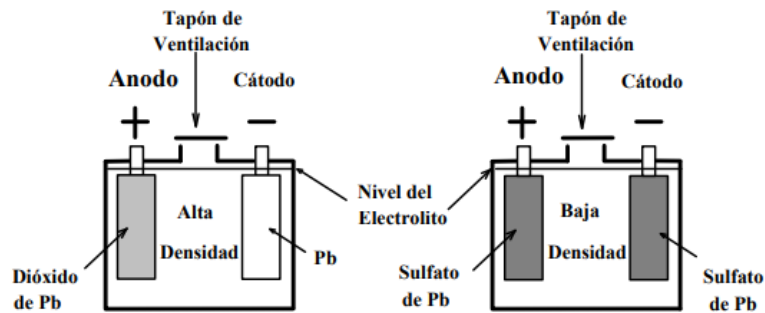 Tapón de
Ventilación
Anodo
Cátodo
+
−
Alta
Densidad
Dióxido
de Pb
Pb
Nivel del
Electrolito
Tapón de
Ventilación
Anodo
Cátodo
+
−
Baja
Densidad
Sulfato
de Pb
Sulfato
de Pb